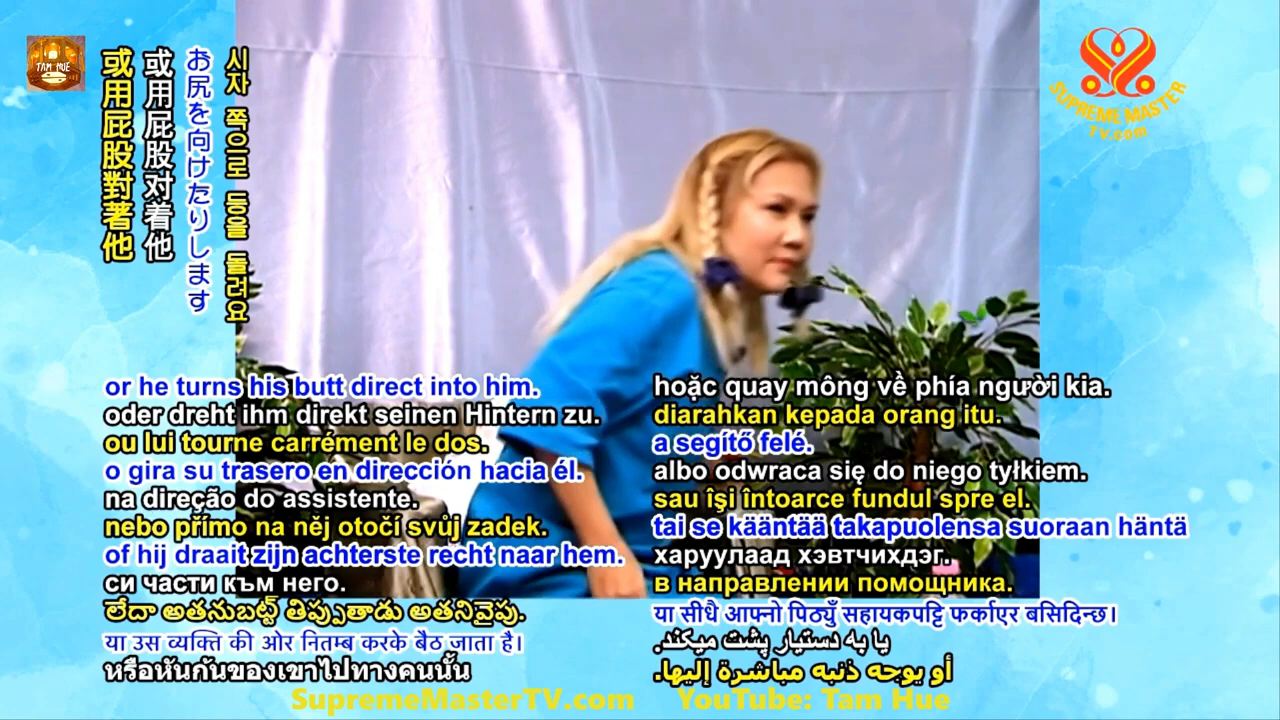 TAM HUE
SUPREME MASTER
TV.com
或用屁股對著他
或用屁股对着他
お尻を向けたりします
시자 쪽으로 등을 돌려요
or he turns his butt direct into him.
oder dreht ihm direkt seinen Hintern zu.
ou lui tourne carrément le dos.
o gira su trasero en dirección hacia él.
na direção do assistente.
nebo přímo na něj otočí svůj zadek.
of hij draait zijn achterste recht naar hem.
си части към него.
లేదా అతనుబట్ట్ తిప్పుతాడు అతనివైపు.
या उस व्यक्ति की ओर नितम्ब करके बैठ जाता है।
หรือหันก้นของเขาไปทางคนนั้น
hoặc quay mông về phía người kia.
diarahkan kepada orang itu.
a segítő felé.
albo odwraca się do niego tyłkiem.
sau îşi întoarce fundul spre el.
tai se kääntää takapuolensa suoraan häntä
харуулаад хэвтчихдэг.
в направлении помощника.
या सीधै आफ्नो पिठ्युँ सहायकपट्टि फर्काएर बसिदिन्छ।
یا به دستیار پشت میکند.
أو يوجه ذنبه مباشرة إليها.
SupremeMasterTV.com YouTube: Tam Hue